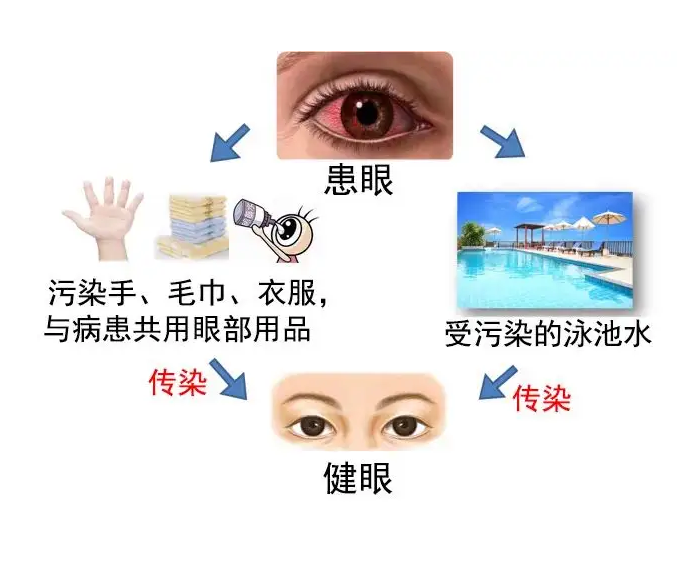 患眼
污染手、毛巾、衣服，
与病患共用眼部用品
受污染的泳池水
传染
传染
健眼